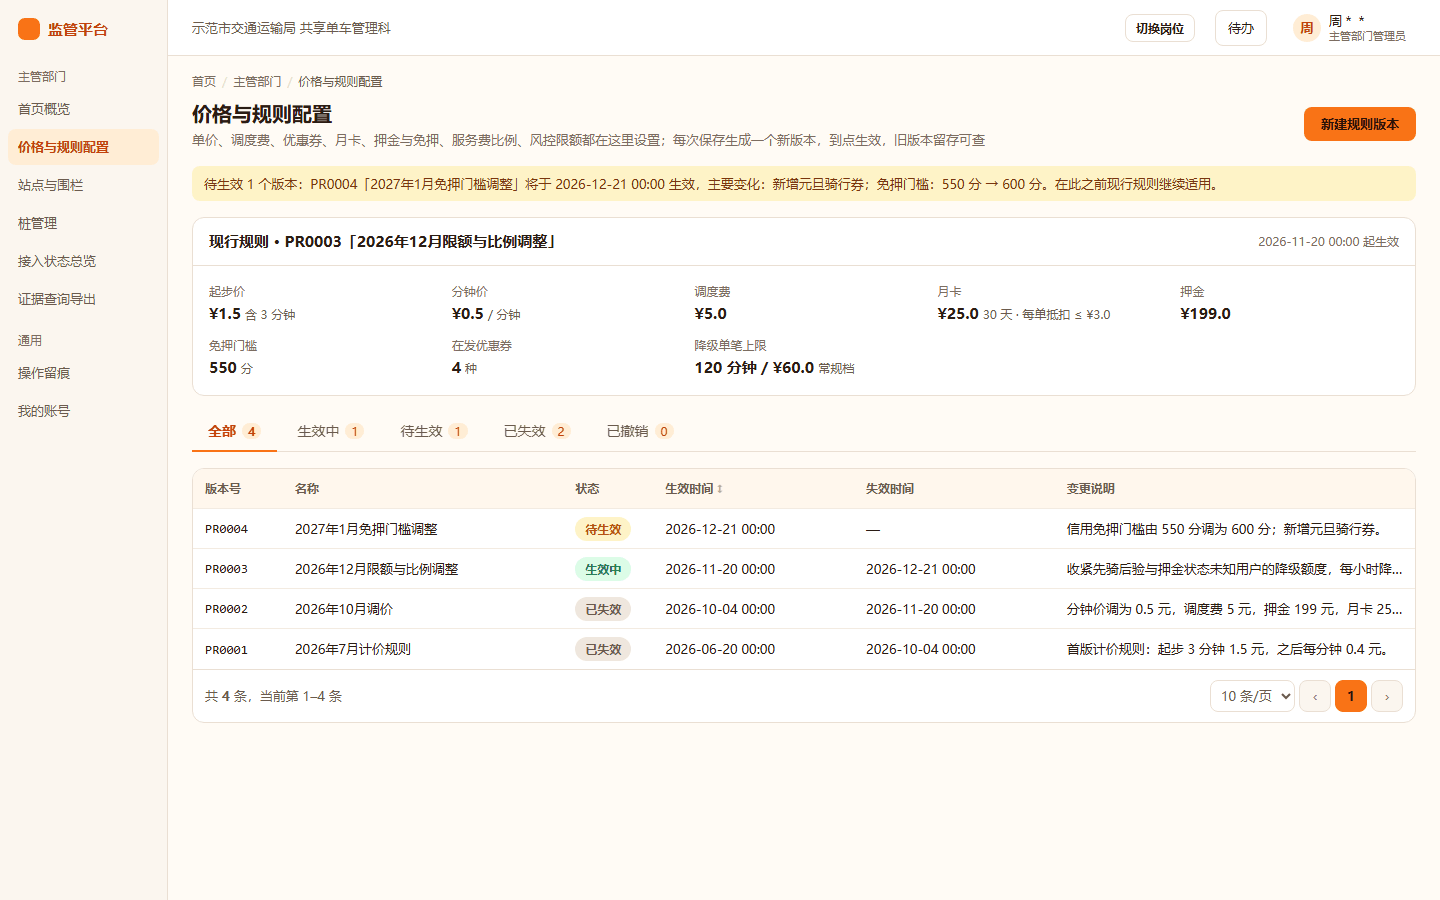 监管平台
示范市交通运输局 共享单车管理科
切换岗位
待办
周
周＊＊
主管部门管理员
主管部门
首页概览
价格与规则配置
站点与围栏
桩管理
接入状态总览
证据查询导出
通用
操作留痕
我的账号
首页 / 主管部门 / 价格与规则配置
价格与规则配置
单价、调度费、优惠券、月卡、押金与免押、服务费比例、风控限额都在这里设置；每次保存生成一个新版本，到点生效，旧版本留存可查
新建规则版本
待生效 1 个版本：PR0004「2027年1月免押门槛调整」将于 2026-12-21 00:00 生效，主要变化：新增元旦骑行券；免押门槛：550 分 → 600 分。在此之前现行规则继续适用。
现行规则 · PR0003「2026年12月限额与比例调整」
2026-11-20 00:00 起生效
起步价 分钟价 调度费 月卡 押金
¥1.5 含 3 分钟 ¥0.5 / 分钟 ¥5.0 ¥25.0 30 天 · 每单抵扣 ≤ ¥3.0 ¥199.0
免押门槛 在发优惠券 降级单笔上限
550 分 4 种 120 分钟 / ¥60.0 常规档
全部 4 生效中 1 待生效 1 已失效 2 已撤销 0
版本号 名称 状态 生效时间 ↕ 失效时间 变更说明
PR0004 2027年1月免押门槛调整 待生效 2026-12-21 00:00 — 信用免押门槛由 550 分调为 600 分；新增元旦骑行券。
PR0003 2026年12月限额与比例调整 生效中 2026-11-20 00:00 2026-12-21 00:00 收紧先骑后验与押金状态未知用户的降级额度，每小时降...
PR0002 2026年10月调价 已失效 2026-10-04 00:00 2026-11-20 00:00 分钟价调为 0.5 元，调度费 5 元，押金 199 元，月卡 25...
PR0001 2026年7月计价规则 已失效 2026-06-20 00:00 2026-10-04 00:00 首版计价规则：起步 3 分钟 1.5 元，之后每分钟 0.4 元。
共 4 条，当前第 1–4 条
10 条/页 ‹ 1 ›